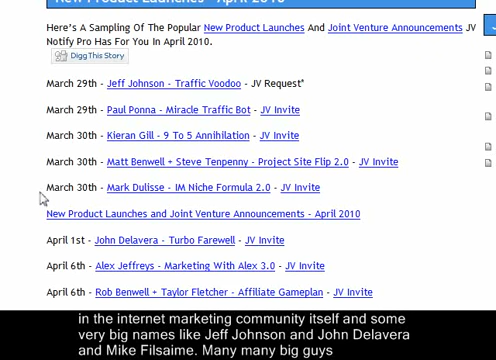 New Product Launches - April 2010
Here's A Sampling Of The Popular New Product Launches And Joint Venture Announcements JV
Notify Pro Has For You In April 2010.
Digg This Story
March 29th - Jeff Johnson - Traffic Voodoo - JV Request*
March 29th - Paul Ponna - Miracle Traffic Bot - JV Invite
March 30th - Kieran Gill - 9 To 5 Annihilation - JV Invite
March 30th - Matt Benwell + Steve Tenpenny - Project Site Flip 2.0 - JV Invite
March 30th - Mark Dulisse - IM Niche Formula 2.0 - JV Invite
New Product Launches and Joint Venture Announcements - April 2010
April 1st - John Delavera - Turbo Farewell - JV Invite
April 6th - Alex Jeffreys - Marketing With Alex 3.0 - JV Invite
April 6th - Rob Benwell + Taylor Fletcher - Affiliate Gameplan - JV Invite
in the internet marketing community itself and some
very big names like Jeff Johnson and John Delavera
and Mike Filsaime. Many many big guys